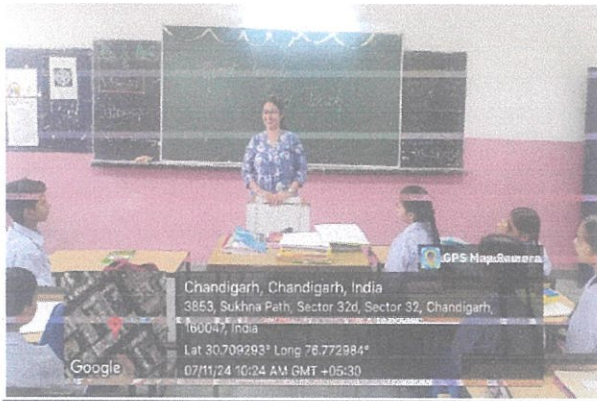 GPS Map Camera
Chandigarh, Chandigarh, India
3853, Sukhna Path, Sector 32d, Sector 32, Chandigarh,
160047, India
Lat 30.709293° Long 76.772984°
07/11/24 10:24 AM GMT +05:30
Google